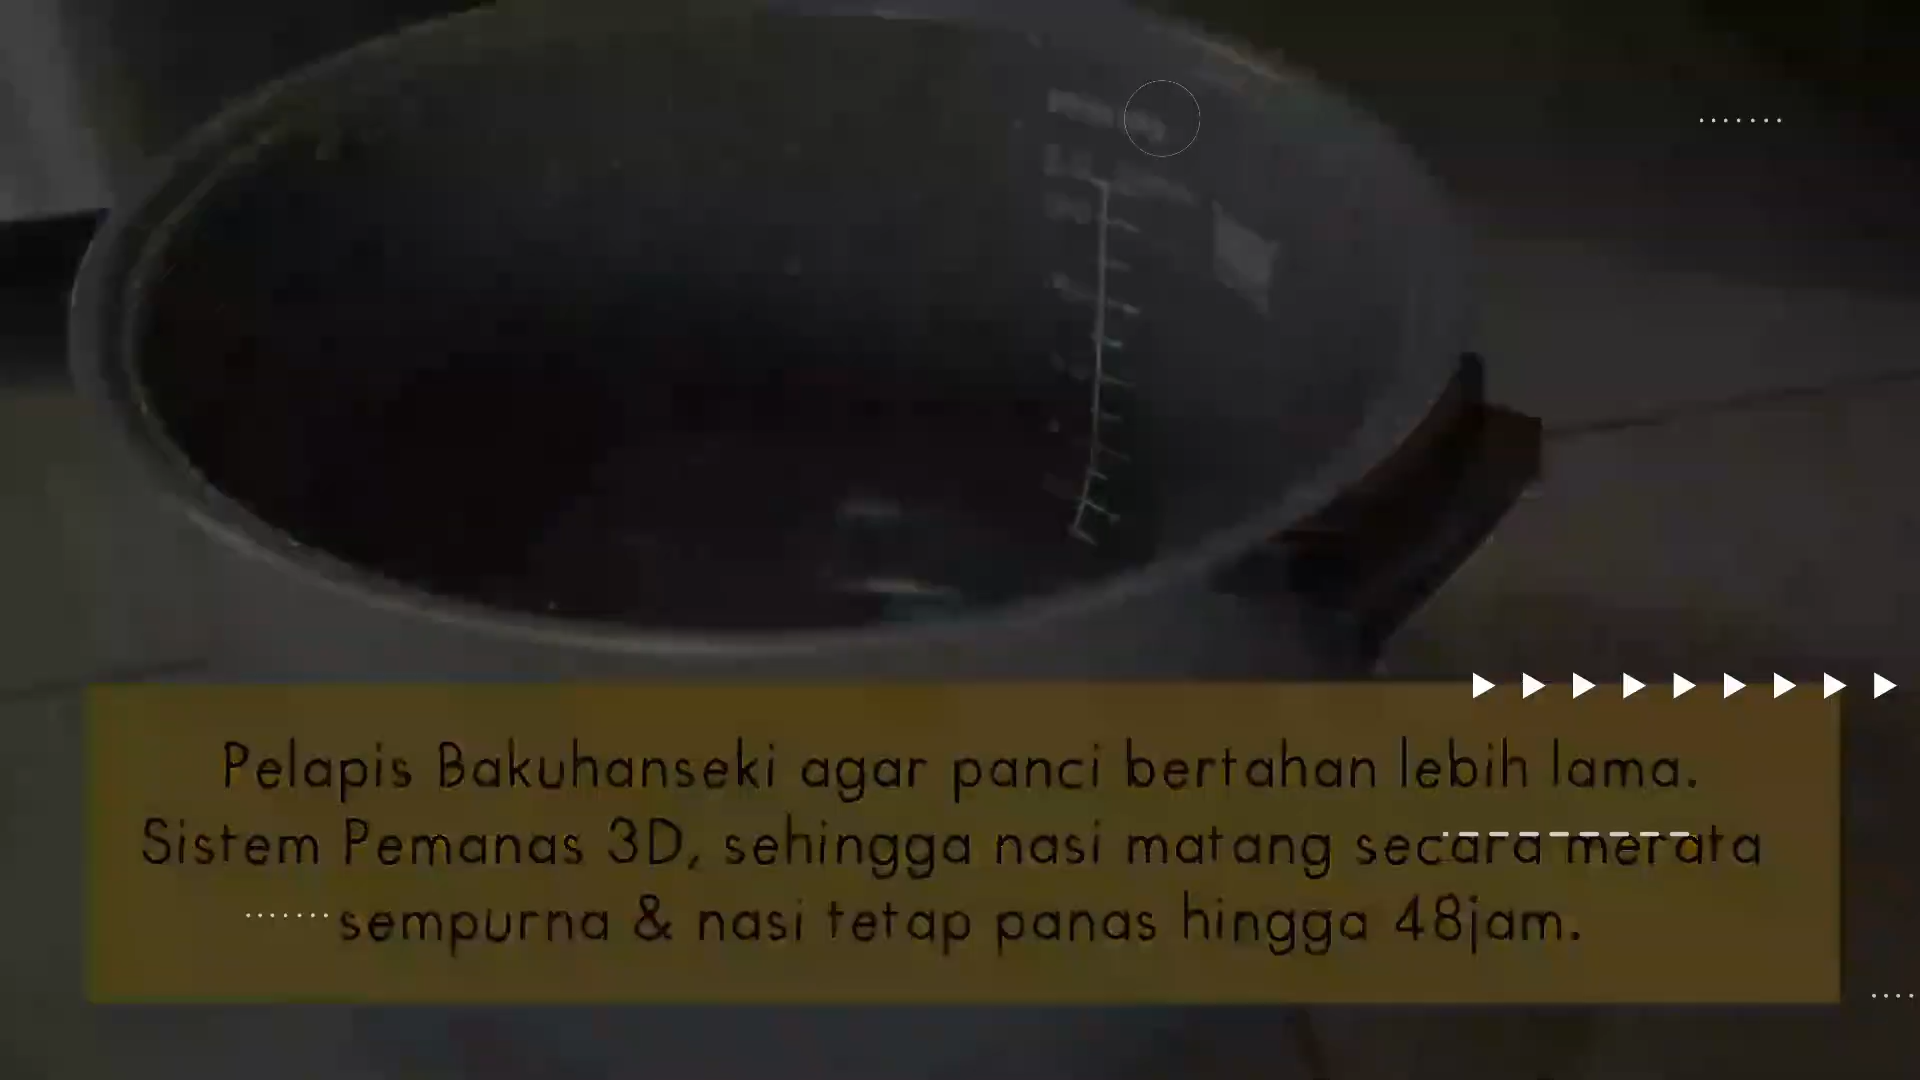 Pelapis Bakuhanseki agar panci bertahan lebih lama.
Sistem Pemanas 3D, sehingga nasi matang secara merata
sempurna & nasi tetap panas hingga 48jam.